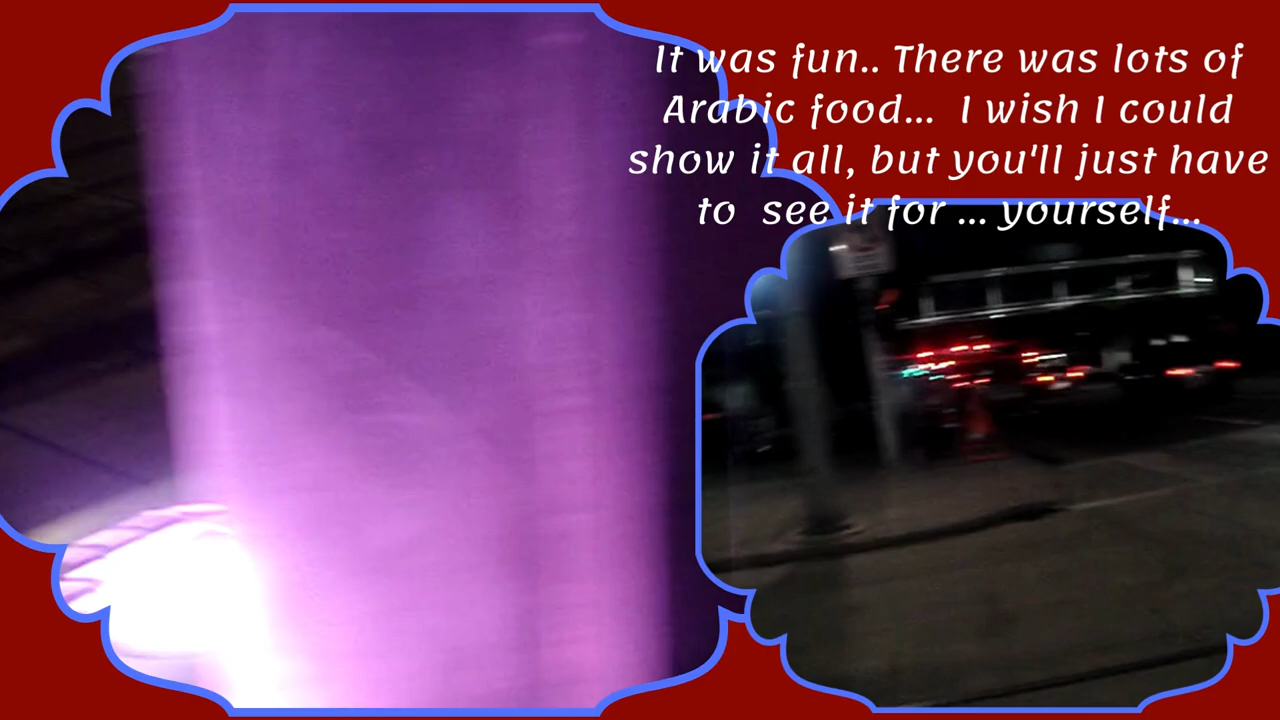 It was fun.. There was lots of
Arabic food...  I wish I could
show it all, but you'll just have
to  see it for ... yourself...